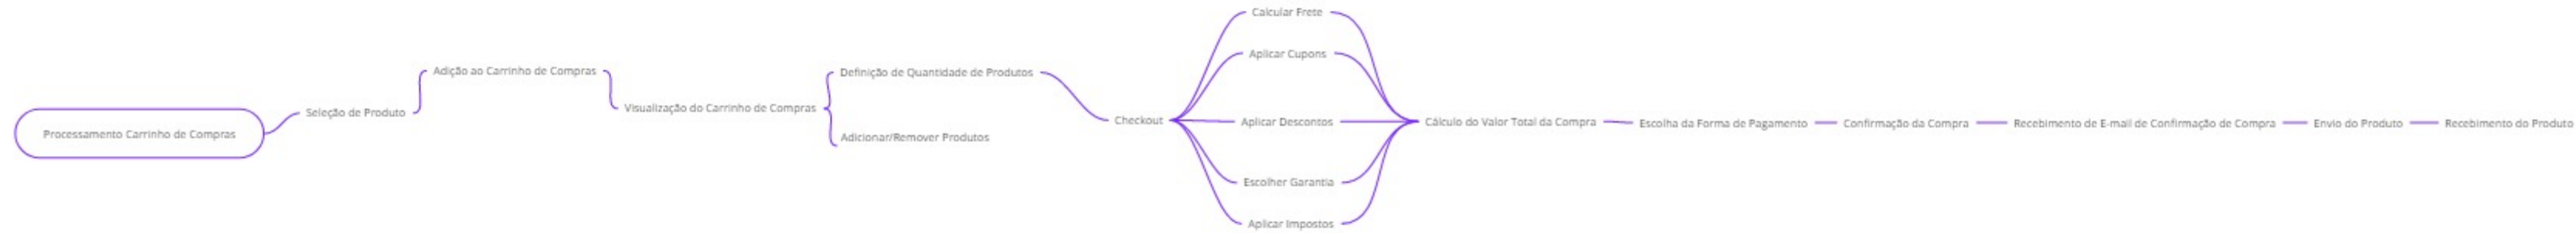 Processamento Carrinho de Compras
Seleção de Produto
Adição ao Carrinho de Compras
Visualização do Carrinho de Compras
Definição de Quantidade de Produtos
Adicionar/Remover Produtos
Checkout
Calcular Frete
Aplicar Cupons
Aplicar Descontos
Escolher Garantia
Aplicar Impostos
Cálculo do Valor Total da Compra
Escolha da Forma de Pagamento
Confirmação da Compra
Recebimento de E-mail de Confirmação de Compra
Envio do Produto
Recebimento do Produto